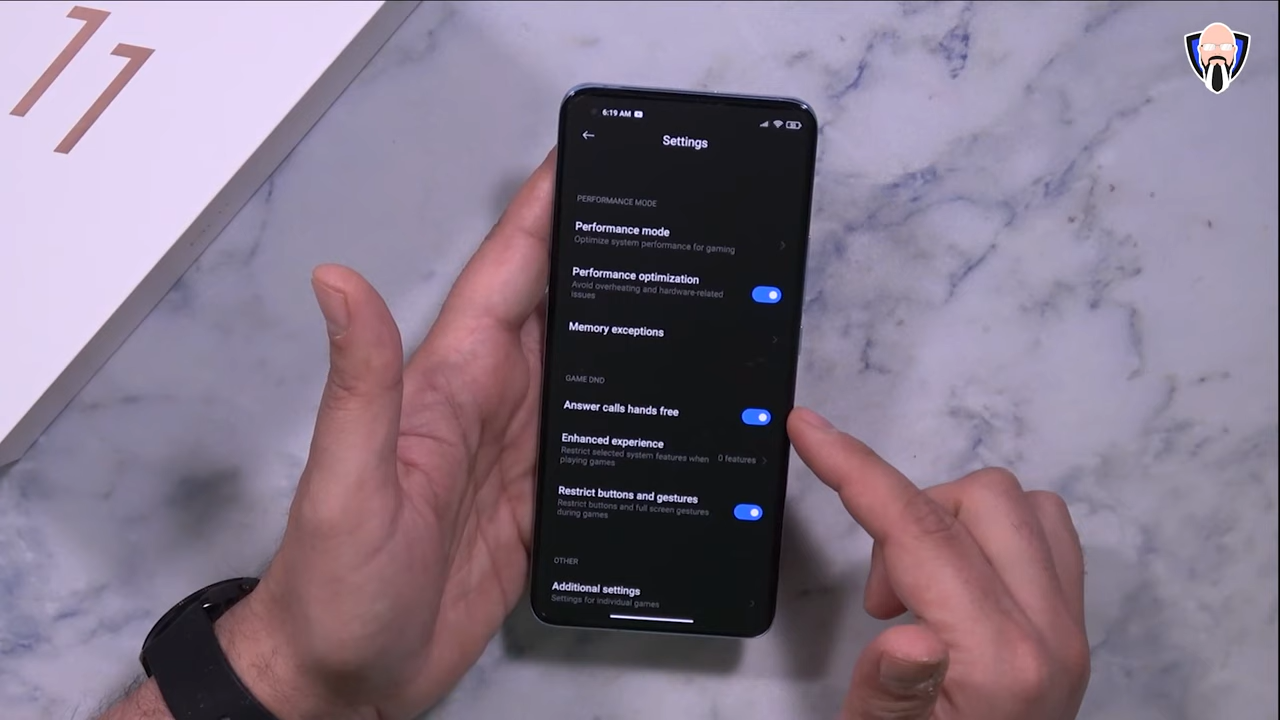 11
6:19 AM
Settings
PERFORMANCE MODE
Performance mode
Optimize system performance for gaming
Performance optimization
Avoid overheating and hardware-related
issues
Memory exceptions
GAME DND
Answer calls hands free
Enhanced experience
Restrict selected system features when
playing games
0 features
Restrict buttons and gestures
Restrict buttons and full screen gestures
during games
OTHER
Additional settings
Settings for individual games